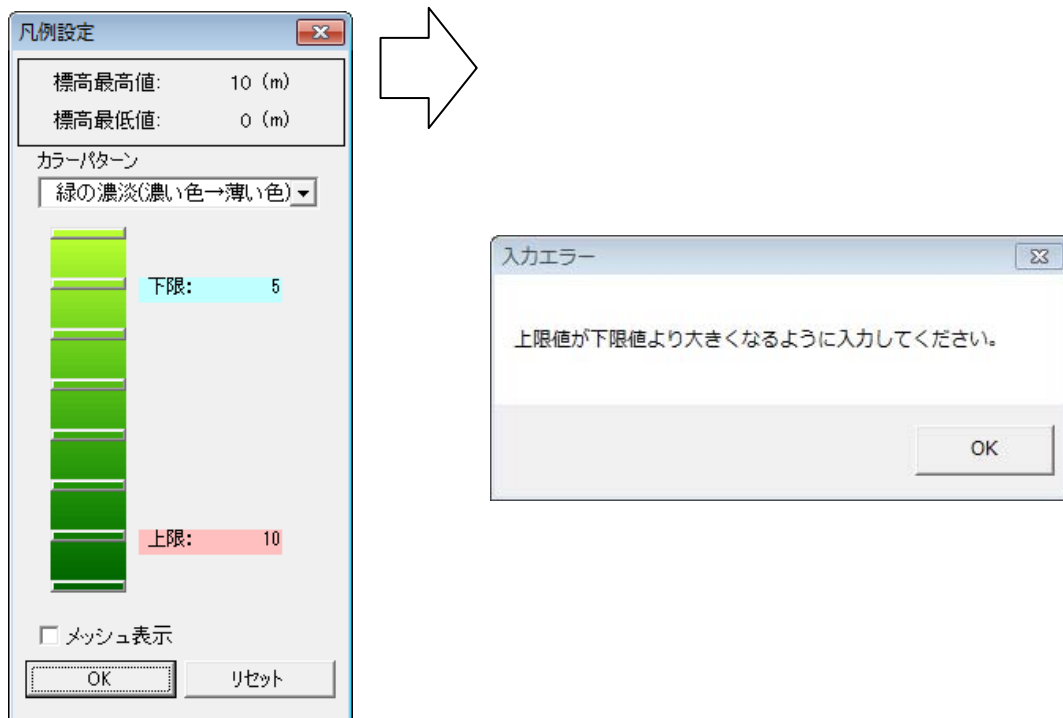 凡例設定
標高最高値: 10 (m)
標高最低値: 0 (m)
カラーパターン
緑の濃淡(濃い色→薄い色)
下限: 5
上限: 10
メッシュ表示
OK リセット
入力エラー
上限値が下限値より大きくなるように入力してください。
OK